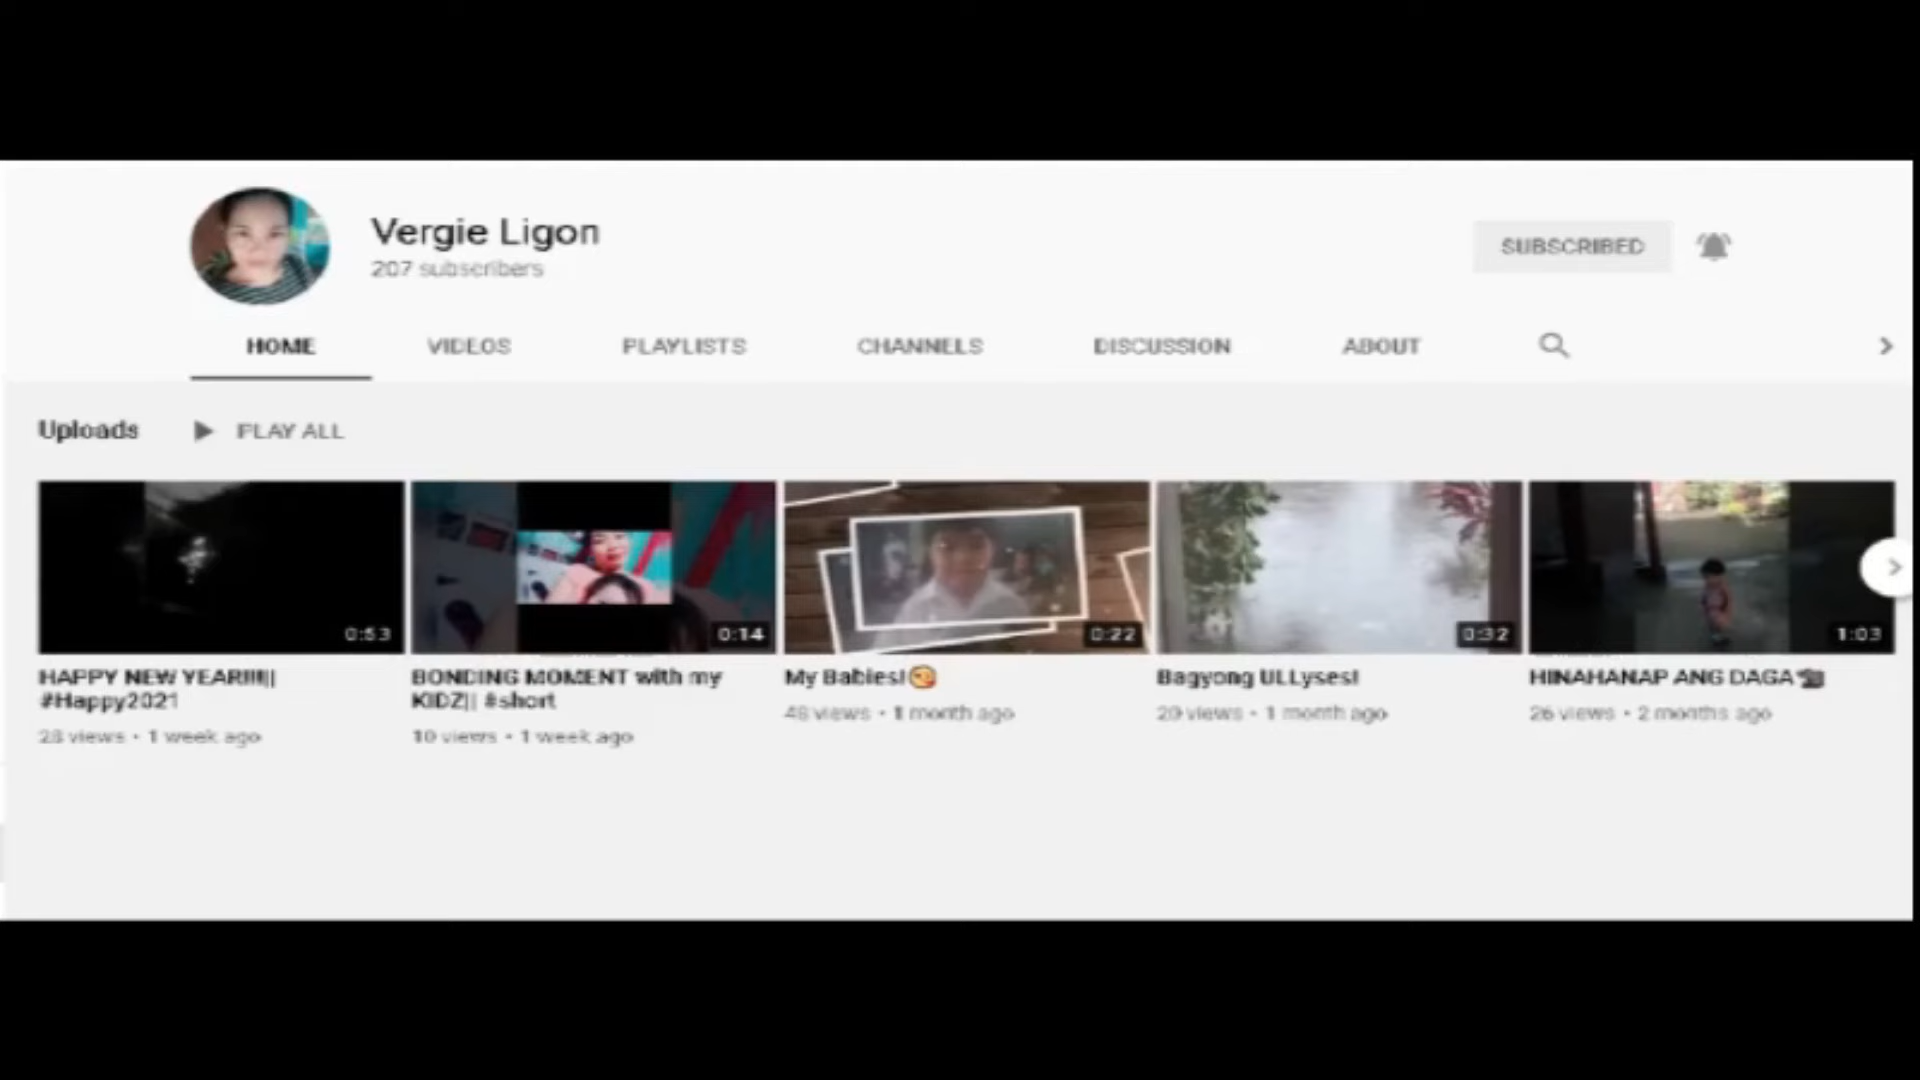 Vergie Ligon
207 subscribers
SUBSCRIBED
HOME VIDEOS PLAYLISTS CHANNELS DISCUSSION ABOUT
Uploads PLAY ALL
0:53 0:14 0:22 0:32 1:03
HAPPY NEW YEAR!!!!||
#Happy2021
28 views • 1 week ago
BONDING MOMENT with my
KIDZ|| #short
10 views • 1 week ago
My Babies!😘
48 views • 1 month ago
Bagyong ULLyses!
20 views • 1 month ago
HINAHANAP ANG DAGA🐀
26 views • 2 months ago